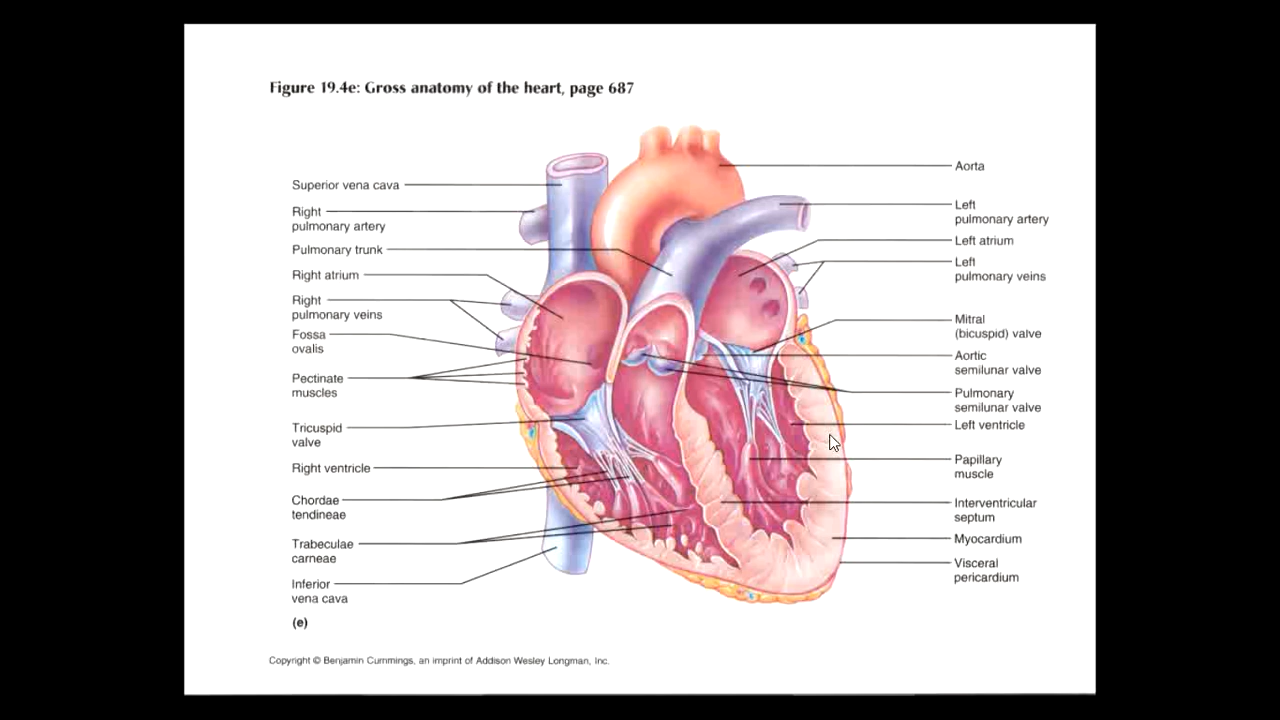 Figure 19.4e: Gross anatomy of the heart, page 687
Superior vena cava
Right
pulmonary artery
Pulmonary trunk
Right atrium
Right
pulmonary veins
Fossa
ovalis
Pectinate
muscles
Tricuspid
valve
Right ventricle
Chordae
tendineae
Trabeculae
carneae
Inferior
vena cava
(e)
Aorta
Left
pulmonary artery
Left atrium
Left
pulmonary veins
Mitral
(bicuspid) valve
Aortic
semilunar valve
Pulmonary
semilunar valve
Left ventricle
Papillary
muscle
Interventricular
septum
Myocardium
Visceral
pericardium
Copyright © Benjamin Cummings, an imprint of Addison Wesley Longman, Inc.